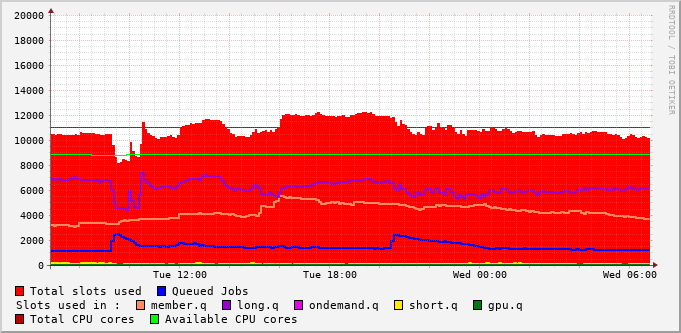 RRDTOOL / TOBI OETIKER
20000
18000
16000
14000
12000
10000
8000
6000
4000
2000
0
Tue 12:00 Tue 18:00 Wed 00:00 Wed 06:00
Total slots used Queued Jobs
Slots used in : member.q long.q ondemand.q short.q gpu.q
Total CPU cores Available CPU cores